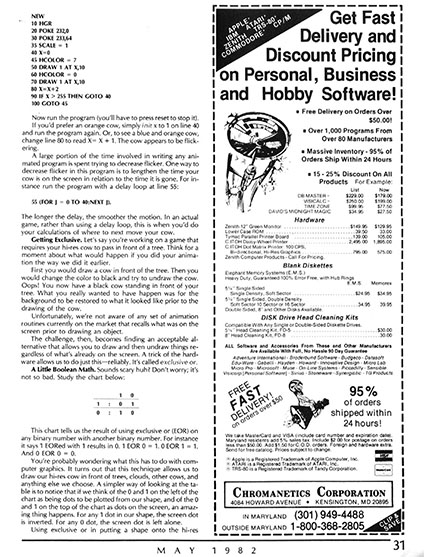 NEW
10 HGR
20 POKE 232,0
30 POKE 233,64
35 SCALE = 1
40 X=0
45 HCOLOR = 7
50 DRAW 1 AT X,10
60 HCOLOR = 0
70 DRAW 1 AT X,10
80 X=X+2
90 IF X > 255 THEN GOTO 40
100 GOTO 45
Now run the program (you'll have to press reset to stop it).
If you'd prefer an orange cow, simply init x to 1 on line 40
and run the program again. Or, to see a blue and orange cow,
change line 80 to read X= X + 1. The cow appears to be flick-
ering.
A large portion of the time involved in writing any ani-
mated program is spent trying to decrease flicker. One way to
decrease flicker in this program is to lengthen the time your
cow is on the screen in relation to the time it is gone. For in-
stance run the program with a delay loop at line 55:
55 (FOR J = 0 TO 40:NEXT J).
The longer the delay, the smoother the motion. In an actual
game, rather than using a delay loop, this is when you'd do
your calculations of where to next move your cow.
Getting Exclusive. Let's say you're working on a game that
requires your hi-res cow to pass in front of a tree. Think for a
moment about what would happen if you did your anima-
tion the way we did it earlier.
First you would draw a cow in front of the tree. Then you
would change the color to black and try to undraw the cow.
Oops! You now have a black cow standing in front of your
tree. What you really wanted to have happen was for the
background to be restored to what it looked like prior to the
drawing of the cow.
Unfortunately, we're not aware of any set of animation
routines currently on the market that recalls what was on the
screen prior to drawing an object.
The challenge, then, becomes finding an acceptable al-
ternative that allows you to draw and then undraw things re-
gardless of what's already on the screen. A trick of the hard-
ware allows us to do just this—reliably. It's called exclusive or.
A Little Boolean Math. Sounds scary huh? Don't worry; it's
not so bad. Study the chart below:
1 0
1 : 0 1
0 : 1 0
This chart tells us the result of using exclusive or (EOR) on
any binary number with another binary number. For instance
it says 1 EORed with 1 results in 0. 1 EOR 0 = 1. 0 EOR 1 = 1.
And 0 EOR 0 = 0.
You're probably wondering what this has to do with com-
puter graphics. It turns out that this technique allows us to
draw our hi-res cow in front of trees, clouds, other cows, and
anything else we choose. A simpler way of looking at the ta-
ble is to notice that if we think of the 0 and 1 on the left of the
chart as being dots to be plotted from our shape, and of the 0
and 1 on the top of the chart as dots on the screen, an amaz-
ing thing happens. For any 1 dot in our shape, the screen dot
is inverted. For any 0 dot, the screen dot is left alone.
Using exclusive or in putting a shape onto the hi-res
APPLE
IBM ATARI
ZENITH TRS-80
COMMODORE CP/M
Get Fast
Delivery and
Discount Pricing
on Personal, Business
and Hobby Software!
• Free Delivery on Orders Over
$50.00!
• Over 1,000 Programs From
Over 80 Manufacturers
• Massive Inventory - 95% of
Orders Ship Within 24 Hours
• 15 - 25% Discount On All
Products For Example:
List Now
DB MASTER - $229.00 $179.00
VISICALC - $250.00 $199.00
TIME ZONE $99.95 $77.50
DAVID'S MIDNIGHT MAGIC $34.95 $27.50
Hardware
Zenith 12" Green Monitor $149.95 $129.95
Lower Case ROM 39.50 33.00
Tymac Parallel Printer Board 139.00 105.00
C.ITOH Daisy-Wheel Printer 2,495.00 1,895.00
C.ITOH Dot Matrix Printer 100 CPS,
Bi-directional, Hi-Res Graphics 795.00 575.00
Zenith Computer Products - Call For Pricing.
Blank Diskettes
Elephant Memory Systems (E.M.S.)
Heavy Duty, Guaranteed 100% Error Free, with Hub Rings
E.M.S. Memorex
5¼" Single Sided
Single Density, Soft Sector $24.95 $34.95
5¼" Single Sided, Double Density
Soft Sector 10 Sector or 16 Sector 34.95 39.95
Double Sided, 8" and Other Disks Available
DISK Drive Head Cleaning Kits
Compatible With Any Single or Double-Sided Diskette Drives.
5¼" Head Cleaning Kit, FD-5 $30.00
8" Head Cleaning Kit, FD-8 30.00
ALL Software and Accessories From These and Other Manufacturers
Are Available With Full, No Hassle 90 Day Guarantee
Adventure International - Broderbund Software - Budgeco - Datasoft
Edu-Ware - Gebelli - Hayden - Howard - Innovative Design - Meta
Micro Pro - Microsoft - Muse - On-Line Systems - Piccadilly - Sensible
Visicorp [Personal Software] - Sirius - Stoneware - Synergistic - TG Products
FREE
FAST
DELIVERY
on orders over $50
95%
of orders
shipped within
24 hours!
We take MasterCard and VISA (include card number and expiration date).
Maryland residents add 5% sales tax. Include $2.00 for postage on orders
less than $50.00. Add $1.50 for C.O.D. orders. Foreign and hardware extra.
Send for free catalog. Prices subject to change.
Apple is a Registered Trademark of Apple Computer, Inc.
ATARI is a Registered Trademark of ATARI, Inc.
TRS-80 is a Registered Trademark of Tandy Corporation.
CHROMANETICS CORPORATION
4084 HOWARD AVENUE • KENSINGTON, MD 20895
IN MARYLAND (301) 949-4488
OUTSIDE MARYLAND 1-800-368-2805
MAY 1982
31